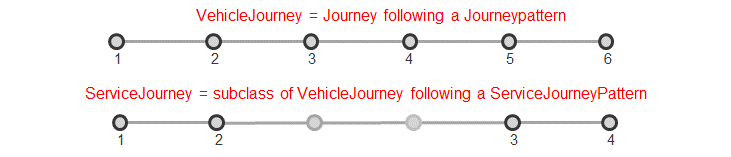 VehicleJourney = Journey following a Journeypattern
1 2 3 4 5 6
ServiceJourney = subclass of VehicleJourney following a ServiceJourneyPattern
1 2 3 4